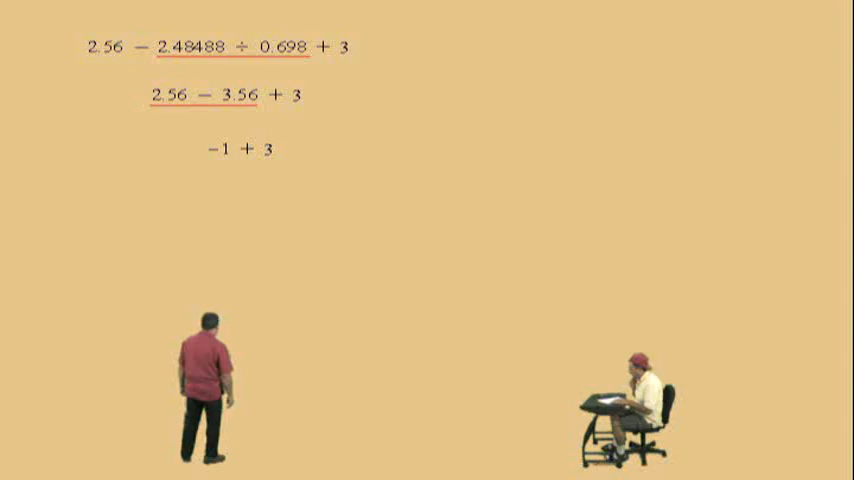 2.56 − 2.48488 ÷ 0.698 + 3
2.56 − 3.56 + 3
−1 + 3